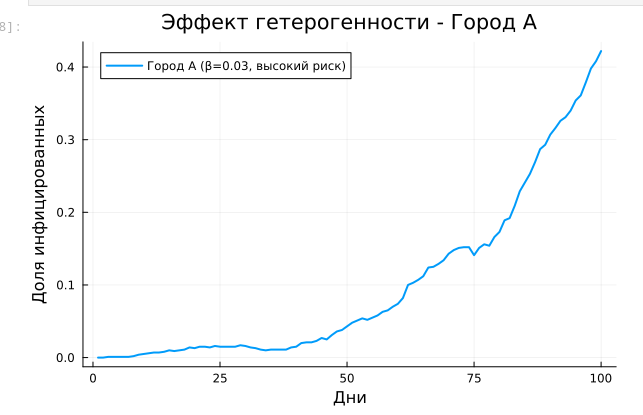 8]:
Эффект гетерогенности - Город А
Город А (β=0.03, высокий риск)
Доля инфицированных
0.4
0.3
0.2
0.1
0.0
0 25 50 75 100
Дни